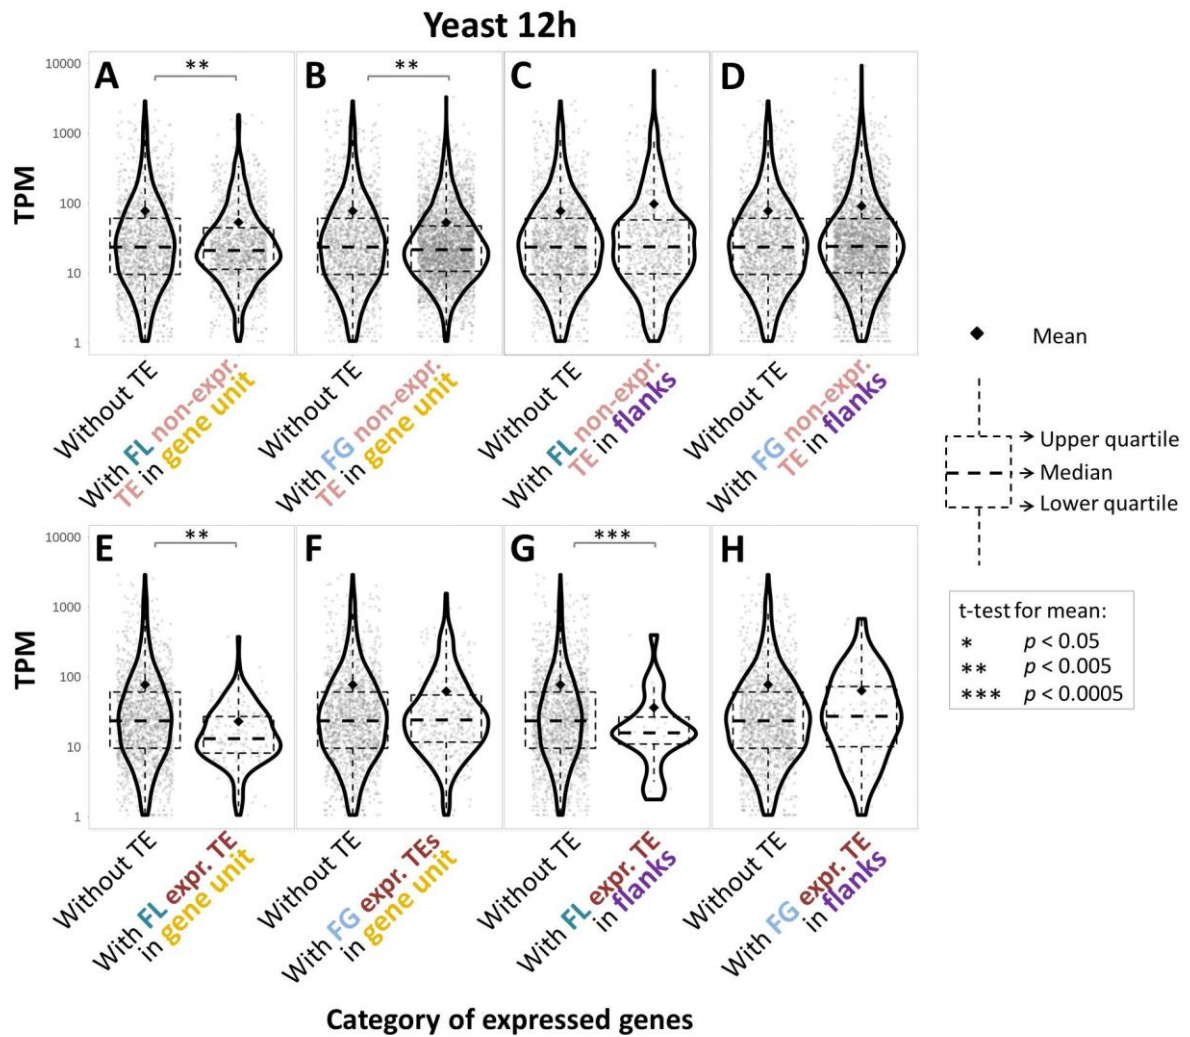 Yeast 12h
TPM
10000
1000
100
10
1
A
**
B
**
C
D
Without TE
With FL non-expr.
TE in gene unit
Without TE
With FG non-expr.
TE in gene unit
Without TE
With FL non-expr.
TE in flanks
Without TE
With FG non-expr.
TE in flanks
TPM
10000
1000
100
10
1
E
**
F
G
***
H
Without TE
With FL expr. TE
in gene unit
Without TE
With FG expr. TEs
in gene unit
Without TE
With FL expr. TE
in flanks
Without TE
With FG expr. TE
in flanks
Category of expressed genes
Mean
Upper quartile
Median
Lower quartile
t-test for mean:
* p < 0.05
** p < 0.005
*** p < 0.0005